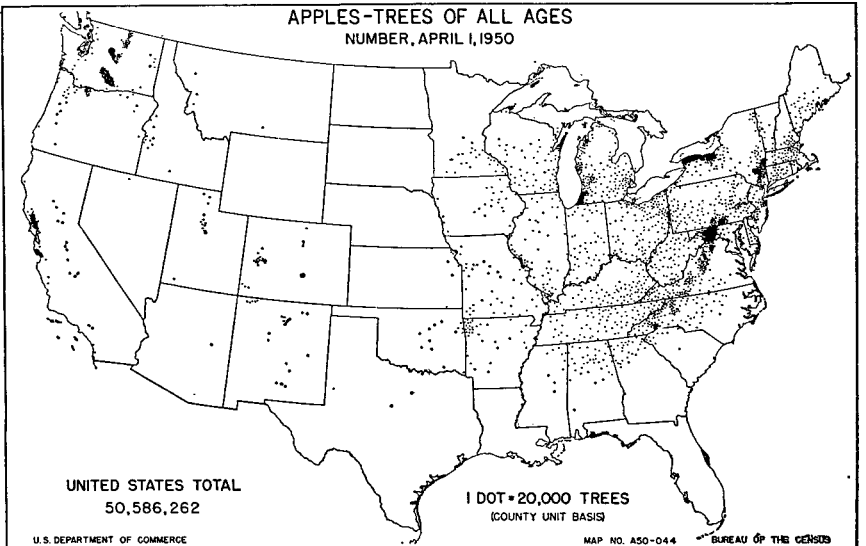 APPLES-TREES OF ALL AGES
NUMBER, APRIL 1, 1950
UNITED STATES TOTAL
50,586,262
1 DOT = 20,000 TREES
(COUNTY UNIT BASIS)
U. S. DEPARTMENT OF COMMERCE
MAP NO. A50-044
BUREAU OF THE CENSUS